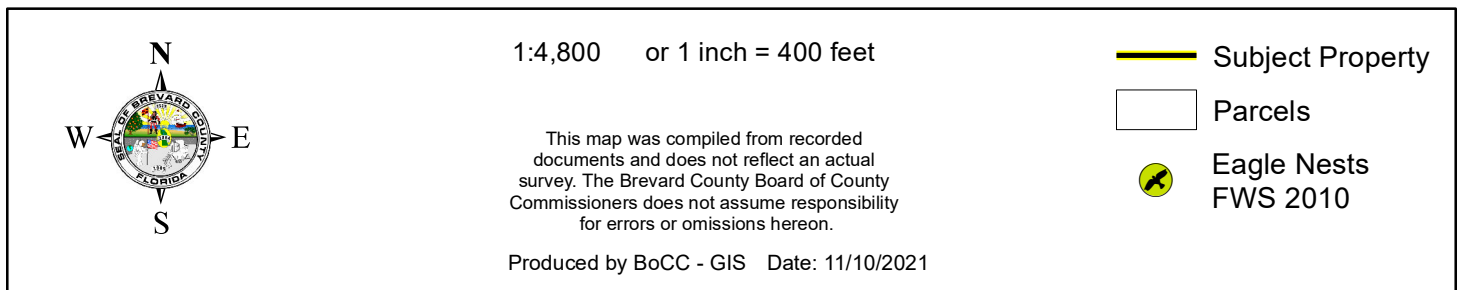 N
W
E
S
SEAL OF BREVARD COUNTY
FLORIDA
1:4,800 or 1 inch = 400 feet
This map was compiled from recorded
documents and does not reflect an actual
survey. The Brevard County Board of County
Commissioners does not assume responsibility
for errors or omissions hereon.
Produced by BoCC - GIS Date: 11/10/2021
Subject Property
Parcels
Eagle Nests
FWS 2010